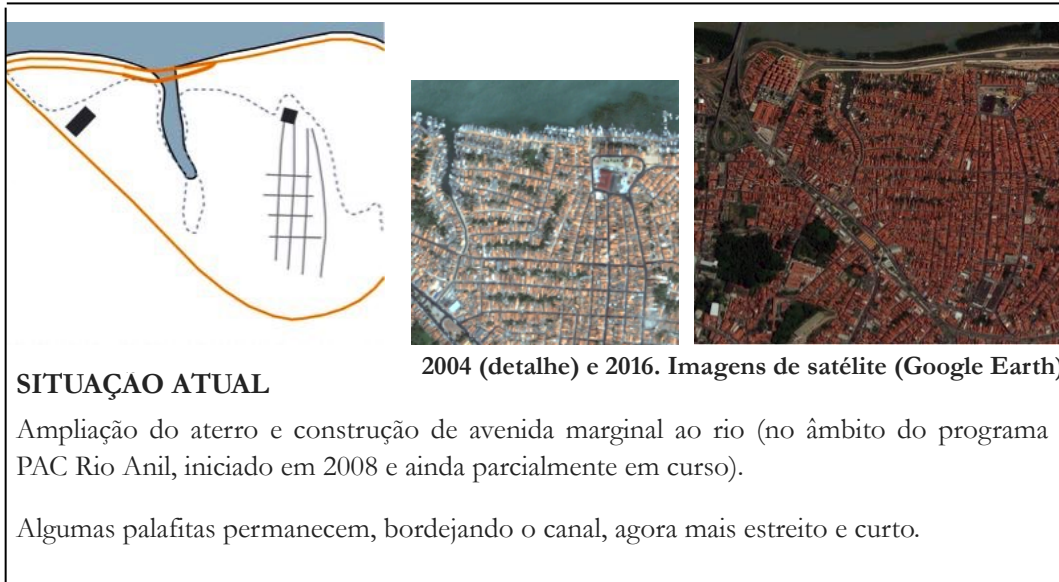 2004 (detalhe) e 2016. Imagens de satélite (Google Earth)
SITUAÇÃO ATUAL
Ampliação do aterro e construção de avenida marginal ao rio (no âmbito do programa
PAC Rio Anil, iniciado em 2008 e ainda parcialmente em curso).
Algumas palafitas permanecem, bordejando o canal, agora mais estreito e curto.